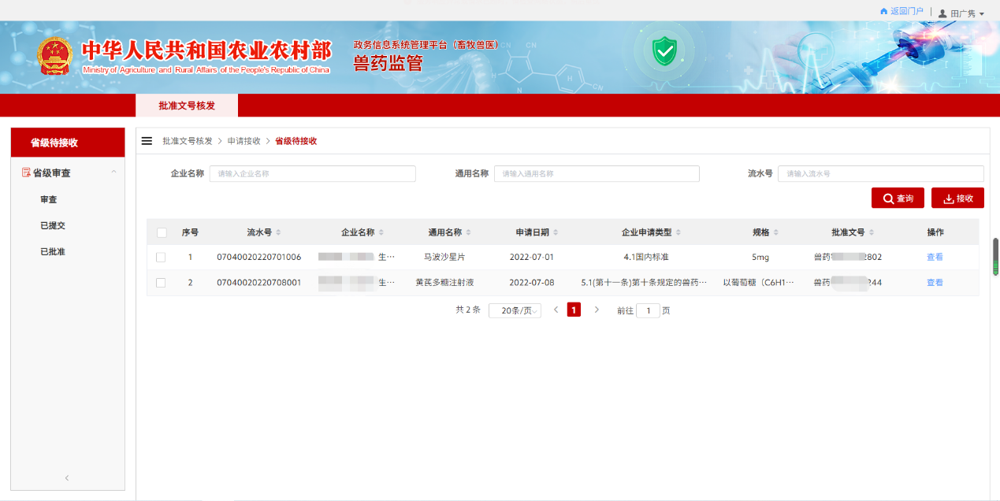 返回门户 | 田广隽
中华人民共和国农业农村部
Ministry of Agriculture and Rural Affairs of the People's Republic of China
政务信息系统管理平台（畜牧兽医）
兽药监管
批准文号核发
省级待接收
省级审查
审查
已提交
已批准
批准文号核发 > 申请接收 > 省级待接收
企业名称 请输入企业名称 通用名称 请输入通用名称 流水号 请输入流水号
查询 接收
序号 流水号 企业名称 通用名称 申请日期 企业申请类型 规格 批准文号 操作
1 07040020220701006 生… 马波沙星片 2022-07-01 4.1国内标准 5mg 兽药 2802 查看
2 07040020220708001 生… 黄芪多糖注射液 2022-07-08 5.1(第十一条)第十条规定的兽药… 以葡萄糖（C6H1… 兽药 244 查看
共 2 条 20条/页 < 1 > 前往 1 页